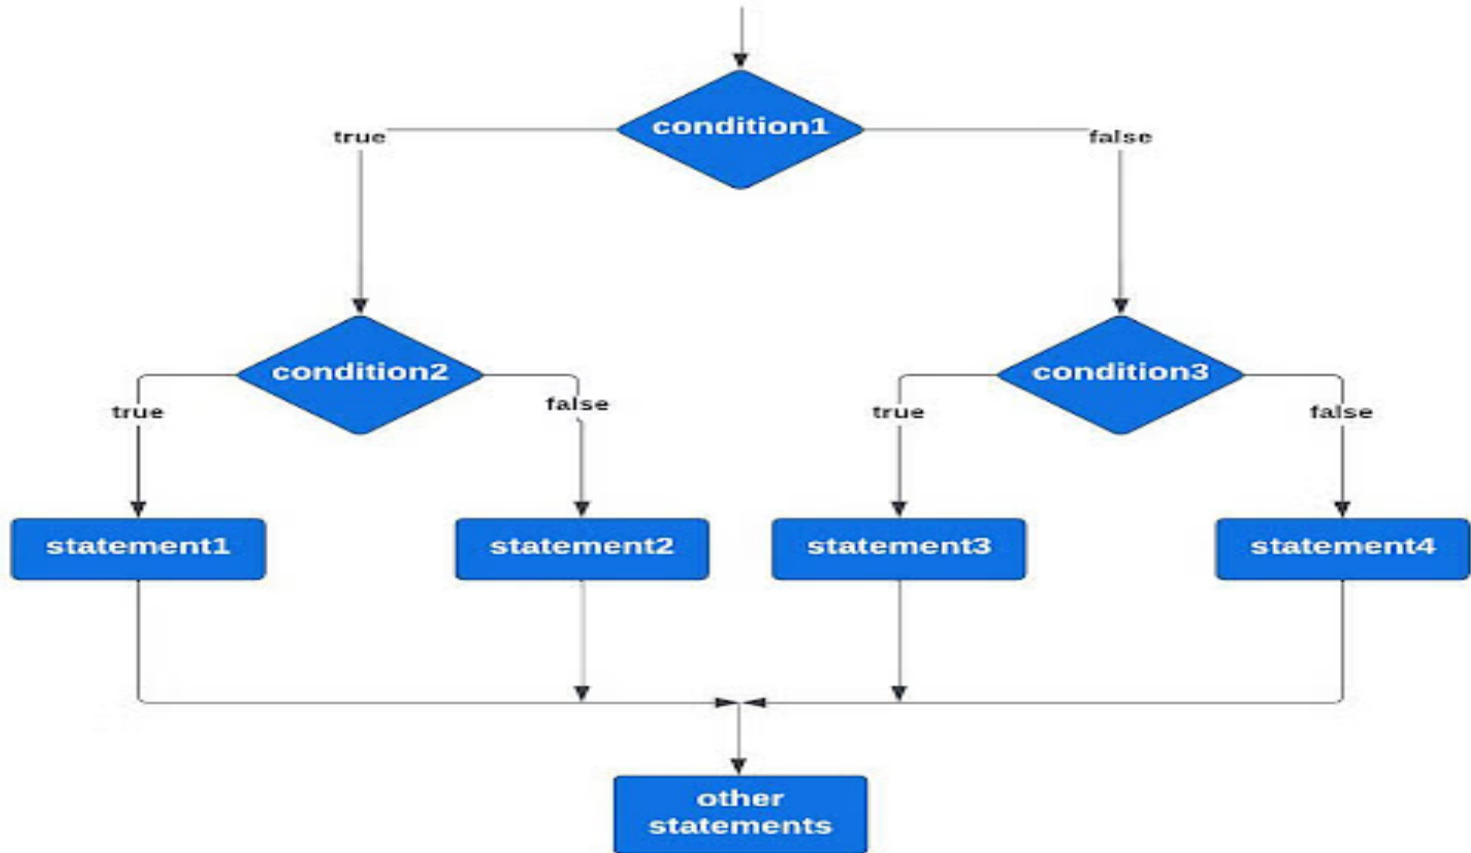 condition1
true
false
condition2
condition3
true
false
true
false
statement1
statement2
statement3
statement4
other
statements